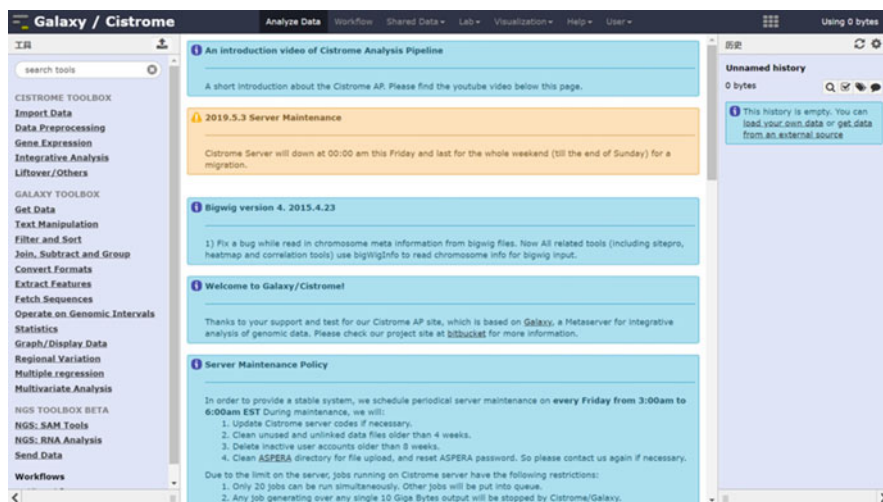 Galaxy / Cistrome
Analyze Data
Workflow
Shared Data
Lab
Visualization
Help
User
Using 0 bytes
工具
search tools
CISTROME TOOLBOX
Import Data
Data Preprocessing
Gene Expression
Integrative Analysis
Liftover/Others
GALAXY TOOLBOX
Get Data
Text Manipulation
Filter and Sort
Join, Subtract and Group
Convert Formats
Extract Features
Fetch Sequences
Operate on Genomic Intervals
Statistics
Graph/Display Data
Regional Variation
Multiple regression
Multivariate Analysis
NGS TOOLBOX BETA
NGS: SAM Tools
NGS: RNA Analysis
Send Data
Workflows
An introduction video of Cistrome Analysis Pipeline
A short introduction about the Cistrome AP. Please find the youtube video below this page.
2019.5.3 Server Maintenance
Cistrome Server will down at 00:00 am this Friday and last for the whole weekend (till the end of Sunday) for a
migration.
Bigwig version 4. 2015.4.23
1) Fix a bug while read in chromosome meta information from bigwig files. Now All related tools (including sitepro,
heatmap and correlation tools) use bigWigInfo to read chromosome info for bigwig input.
Welcome to Galaxy/Cistrome!
Thanks to your support and test for our Cistrome AP site, which is based on Galaxy, a Metaserver for integrative
analysis of genomic data. Please check our project site at bitbucket for more information.
Server Maintenance Policy
In order to provide a stable system, we schedule periodical server maintenance on every Friday from 3:00am to
6:00am EST During maintenance, we will:
1. Update Cistrome server codes if necessary.
2. Clean unused and unlinked data files older than 4 weeks.
3. Delete inactive user accounts older than 8 weeks.
4. Clean ASPERA directory for file upload, and reset ASPERA password. So please contact us again if necessary.
Due to the limit on the server, jobs running on Cistrome server have the following restrictions:
1. Only 20 jobs can be run simultaneously. Other jobs will be put into queue.
2. Any job generating over any single 10 Giga Bytes output will be stopped by Cistrome/Galaxy.
历史
Unnamed history
0 bytes
This history is empty. You can
load your own data or get data
from an external source